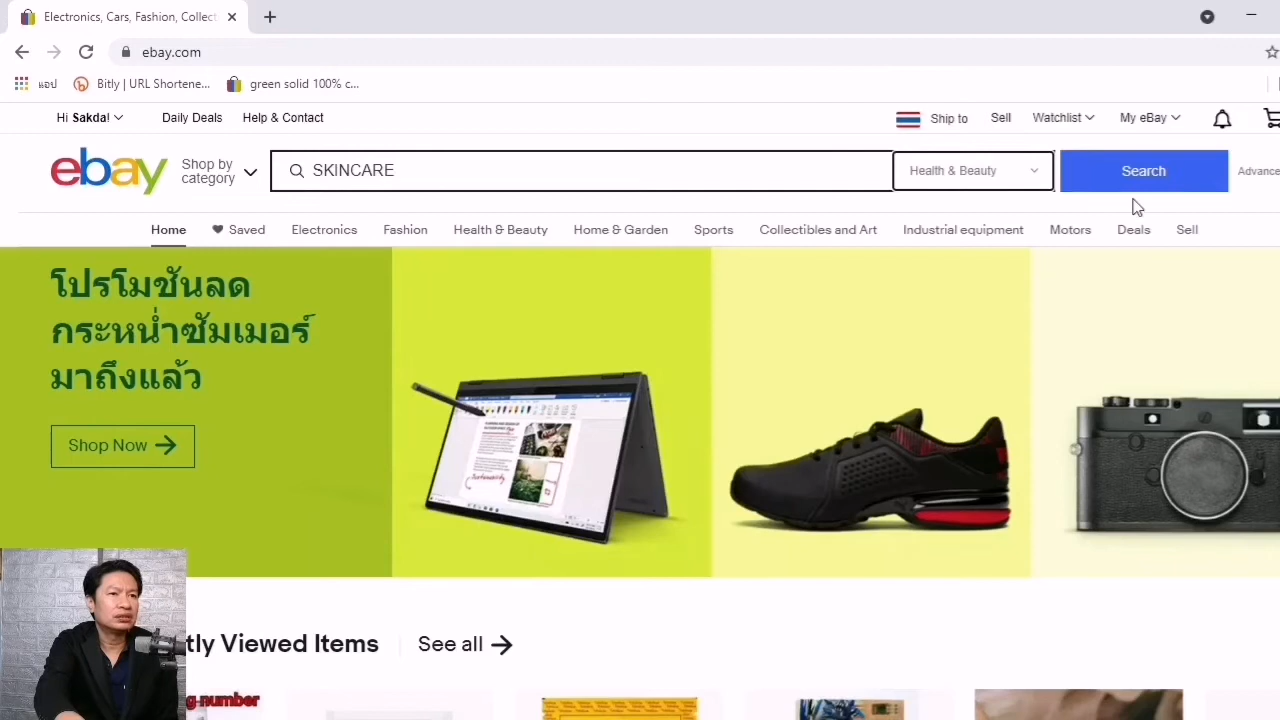 Electronics, Cars, Fashion, Collect
ebay.com
แอป
Bitly | URL Shortene...
green solid 100% c...
Hi Sakda!
Daily Deals
Help & Contact
Ship to
Sell
Watchlist
My eBay
ebay
Shop by
category
SKINCARE
Health & Beauty
Search
Advance
Home
Saved
Electronics
Fashion
Health & Beauty
Home & Garden
Sports
Collectibles and Art
Industrial equipment
Motors
Deals
Sell
โปรโมชันลด
กระหน่ำซัมเมอร์
มาถึงแล้ว
Shop Now
tly Viewed Items
See all
g number